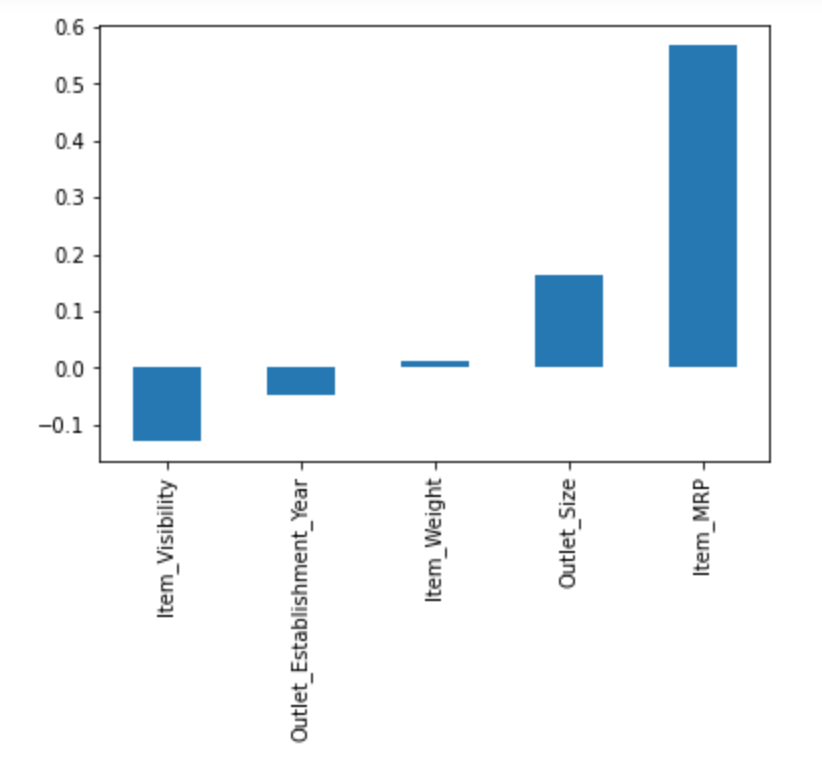 0.6
0.5
0.4
0.3
0.2
0.1
0.0
−0.1
Item_Visibility
Outlet_Establishment_Year
Item_Weight
Outlet_Size
Item_MRP